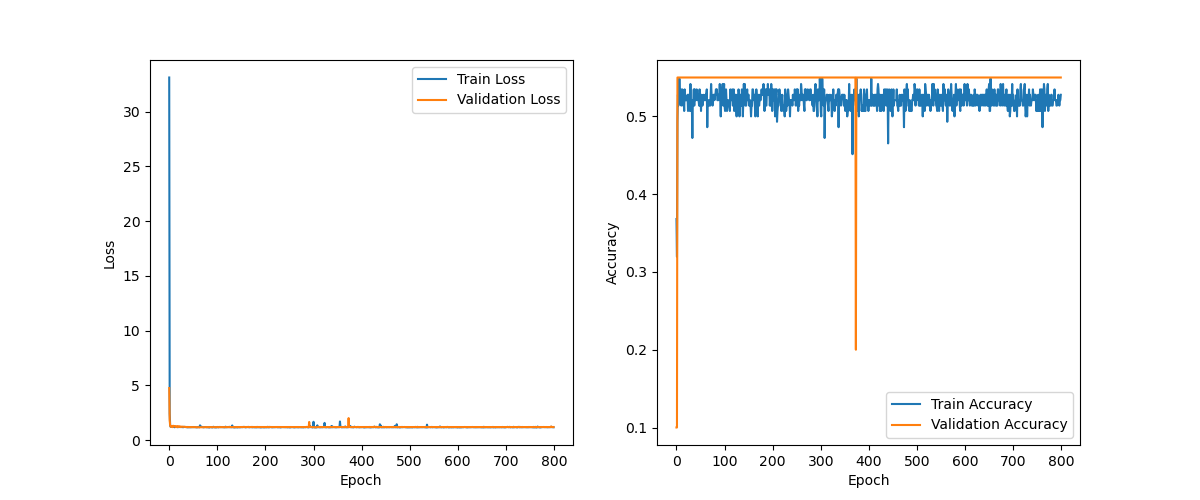 Train Loss
Validation Loss
30
25
20
15
10
5
0
Loss
0 100 200 300 400 500 600 700 800
Epoch
0.5
0.4
0.3
0.2
0.1
Accuracy
Train Accuracy
Validation Accuracy
0 100 200 300 400 500 600 700 800
Epoch